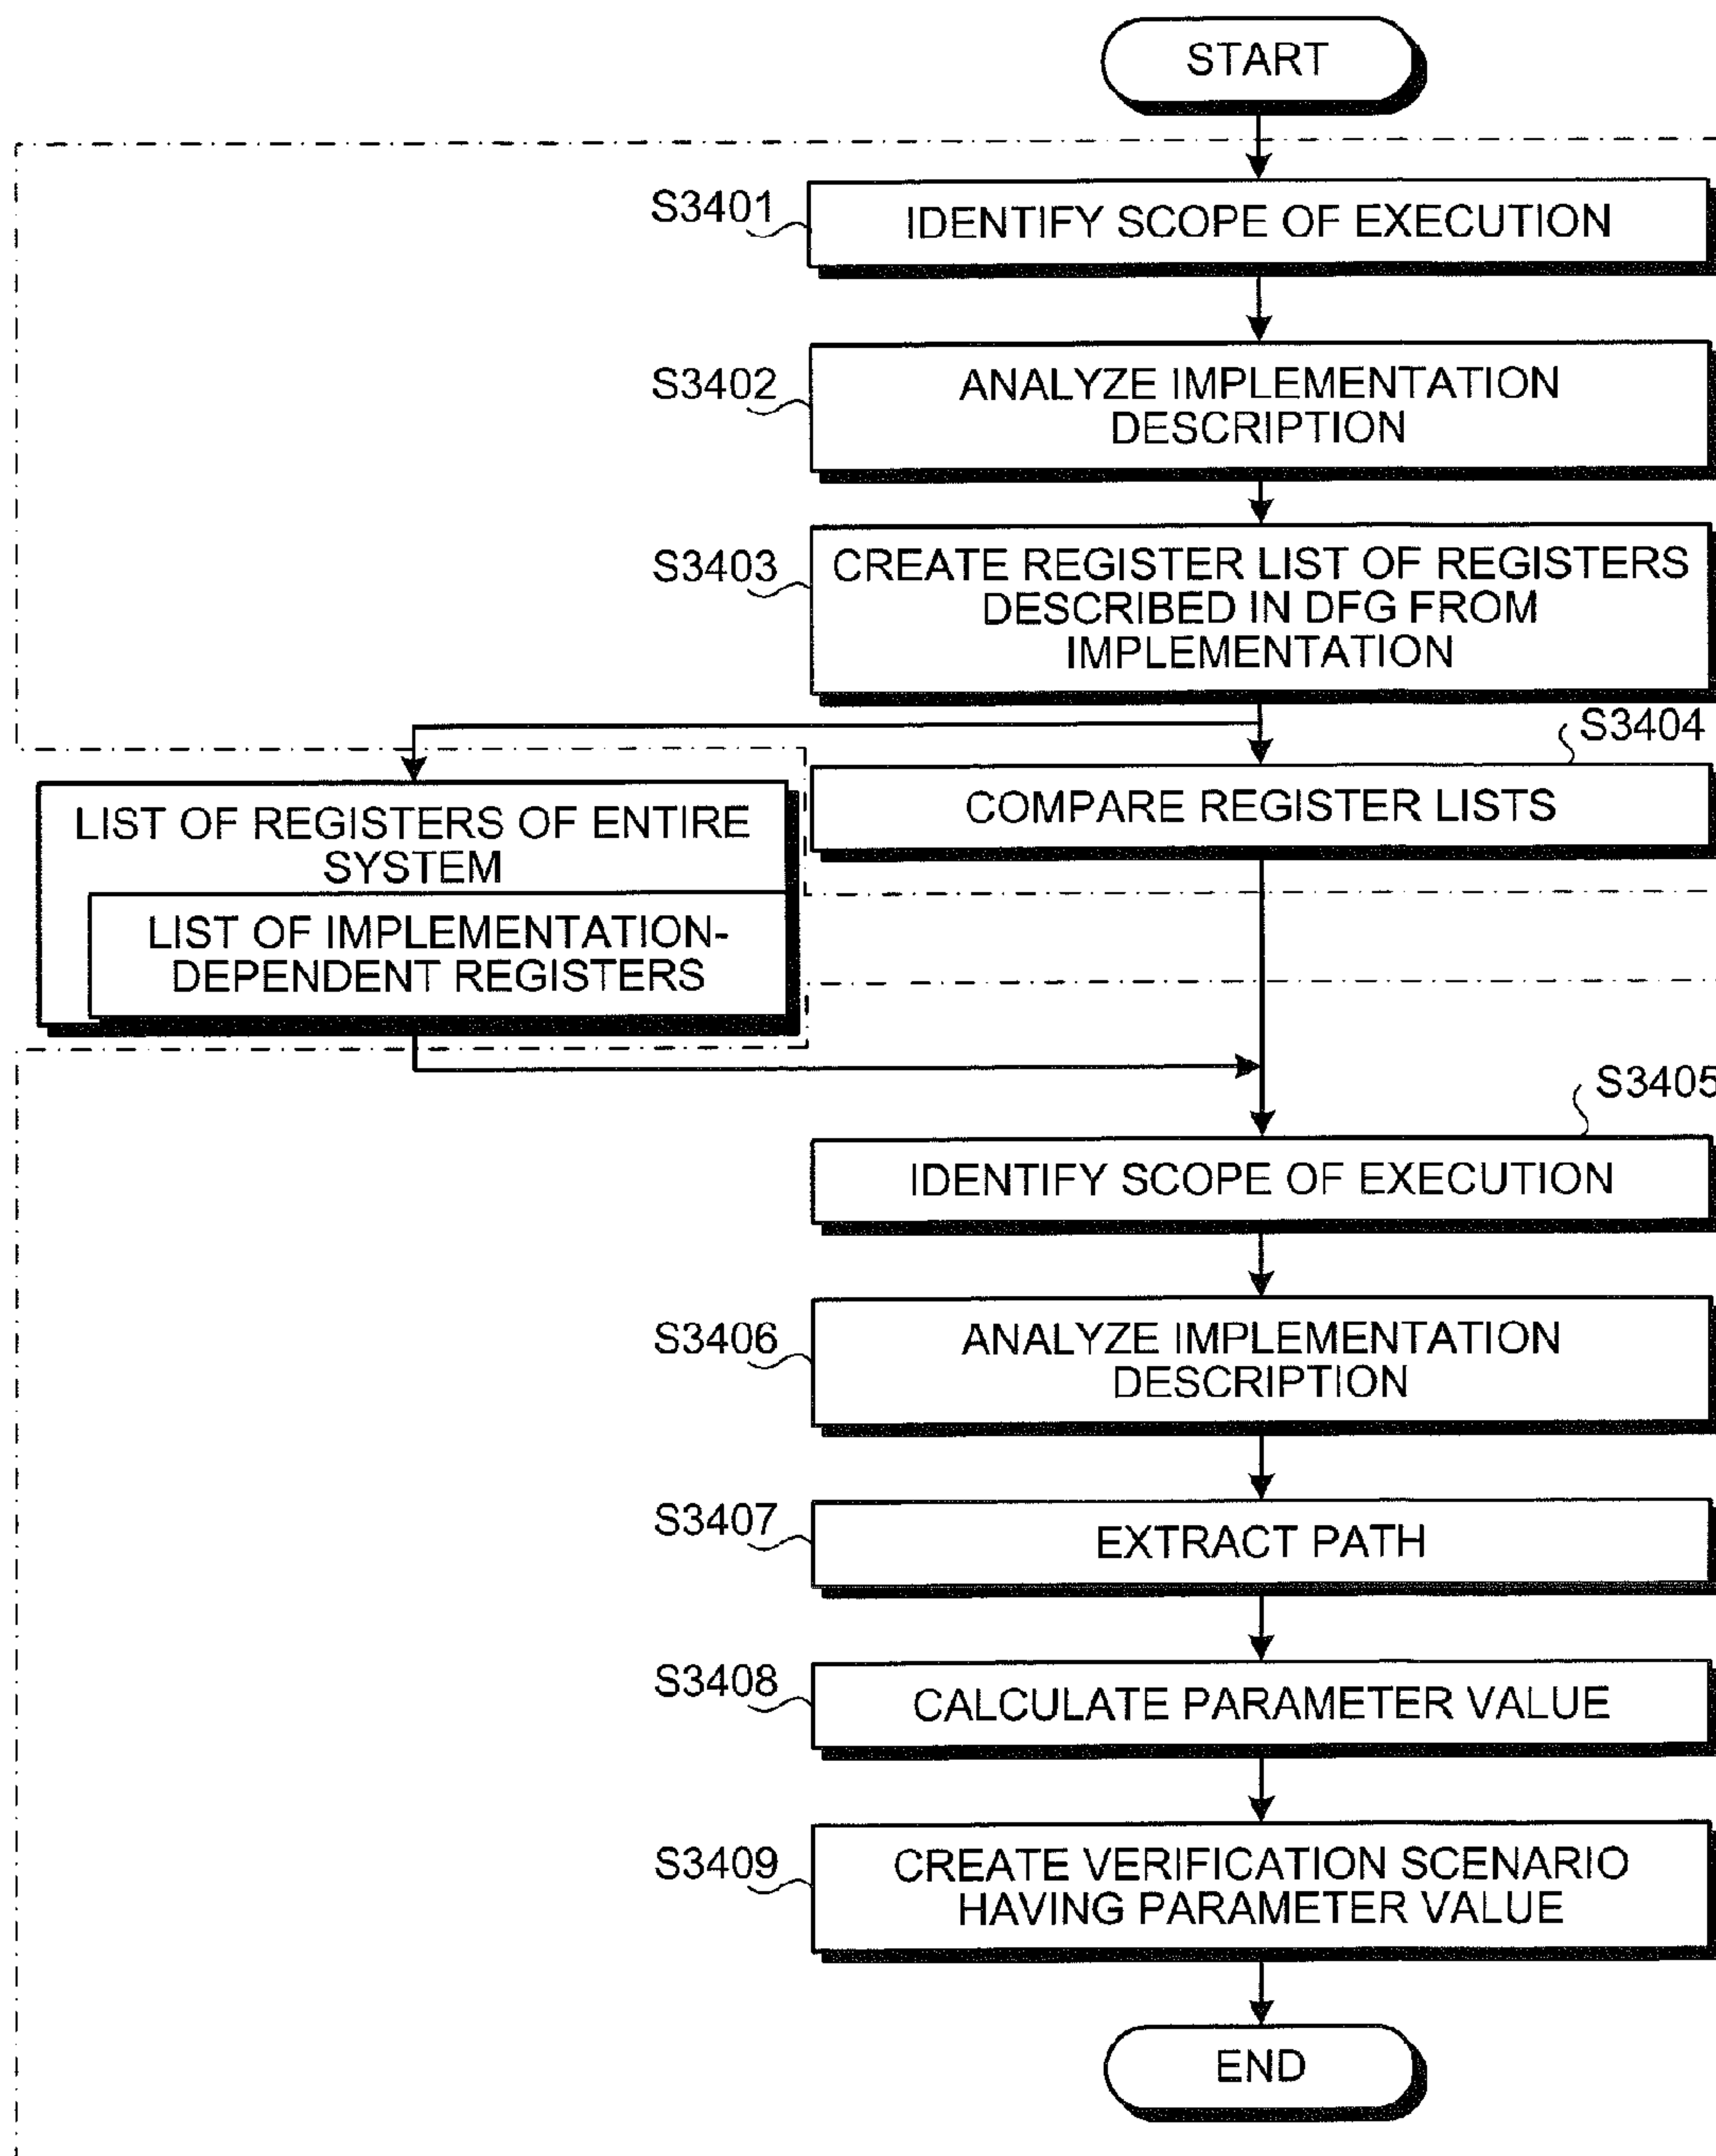 START
S3401
IDENTIFY SCOPE OF EXECUTION
S3402
ANALYZE IMPLEMENTATION
DESCRIPTION
S3403
CREATE REGISTER LIST OF REGISTERS
DESCRIBED IN DFG FROM
IMPLEMENTATION
S3404
COMPARE REGISTER LISTS
LIST OF REGISTERS OF ENTIRE
SYSTEM
LIST OF IMPLEMENTATION-
DEPENDENT REGISTERS
S3405
IDENTIFY SCOPE OF EXECUTION
S3406
ANALYZE IMPLEMENTATION
DESCRIPTION
S3407
EXTRACT PATH
S3408
CALCULATE PARAMETER VALUE
S3409
CREATE VERIFICATION SCENARIO
HAVING PARAMETER VALUE
END